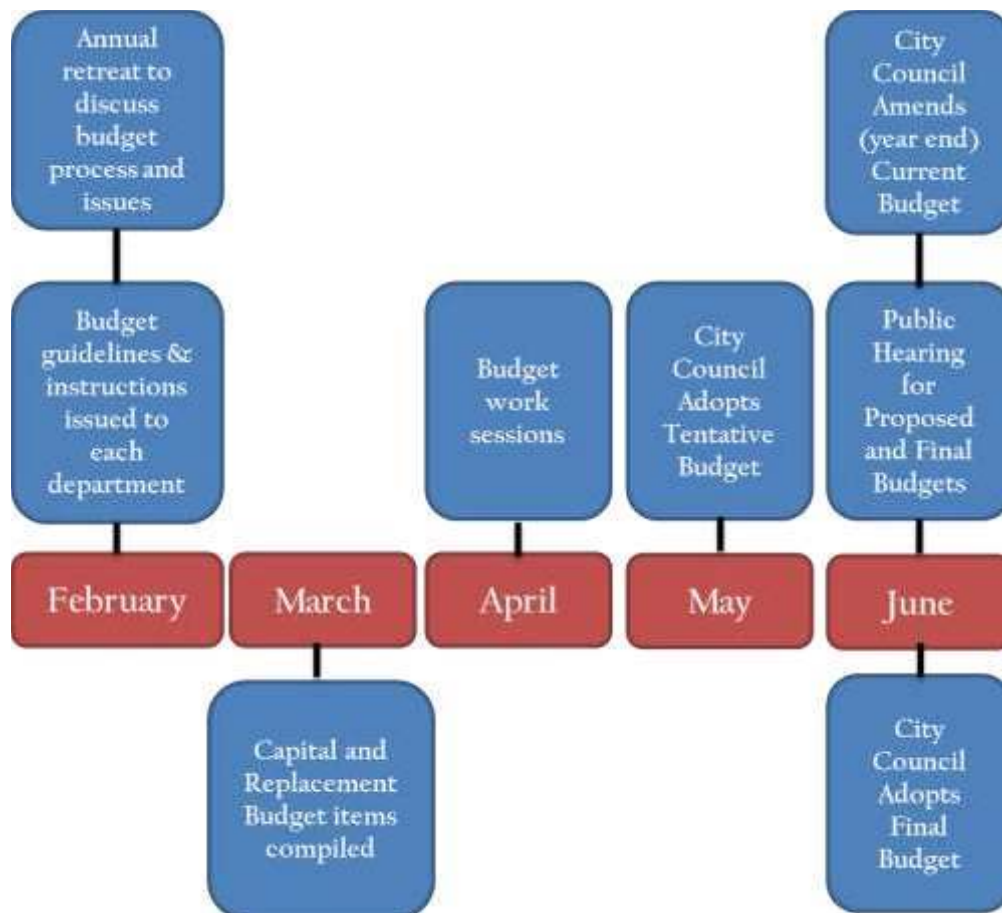 Annual
retreat to
discuss
budget
process and
issues
City
Council
Amends
(year end)
Current
Budget
Budget
guidelines &
instructions
issued to
each
department
Budget
work
sessions
City
Council
Adopts
Tentative
Budget
Public
Hearing
for
Proposed
and Final
Budgets
February
March
April
May
June
Capital and
Replacement
Budget items
compiled
City
Council
Adopts
Final
Budget